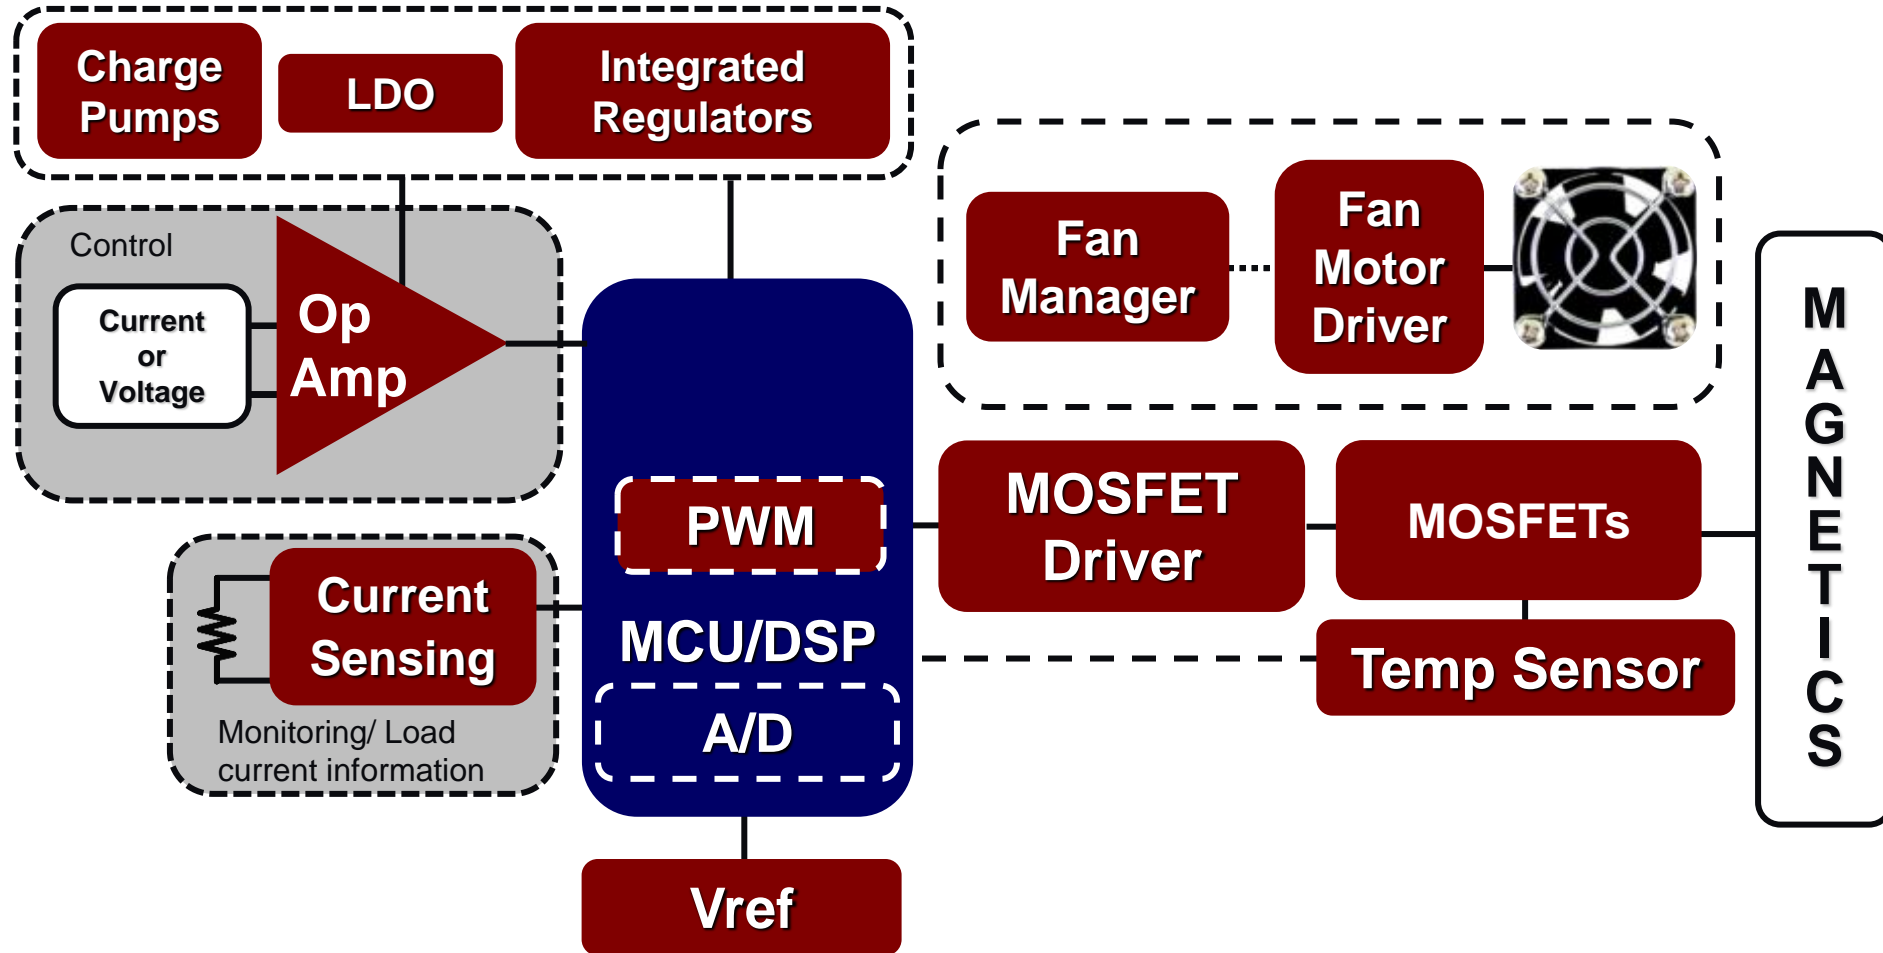 Charge
Pumps
LDO
Integrated
Regulators
Control
Current
or
Voltage
Op
Amp
Fan
Manager
Fan
Motor
Driver
PWM
MCU/DSP
A/D
MOSFET
Driver
MOSFETs
Temp Sensor
Current
Sensing
Monitoring/ Load
current information
Vref
M
A
G
N
E
T
I
C
S